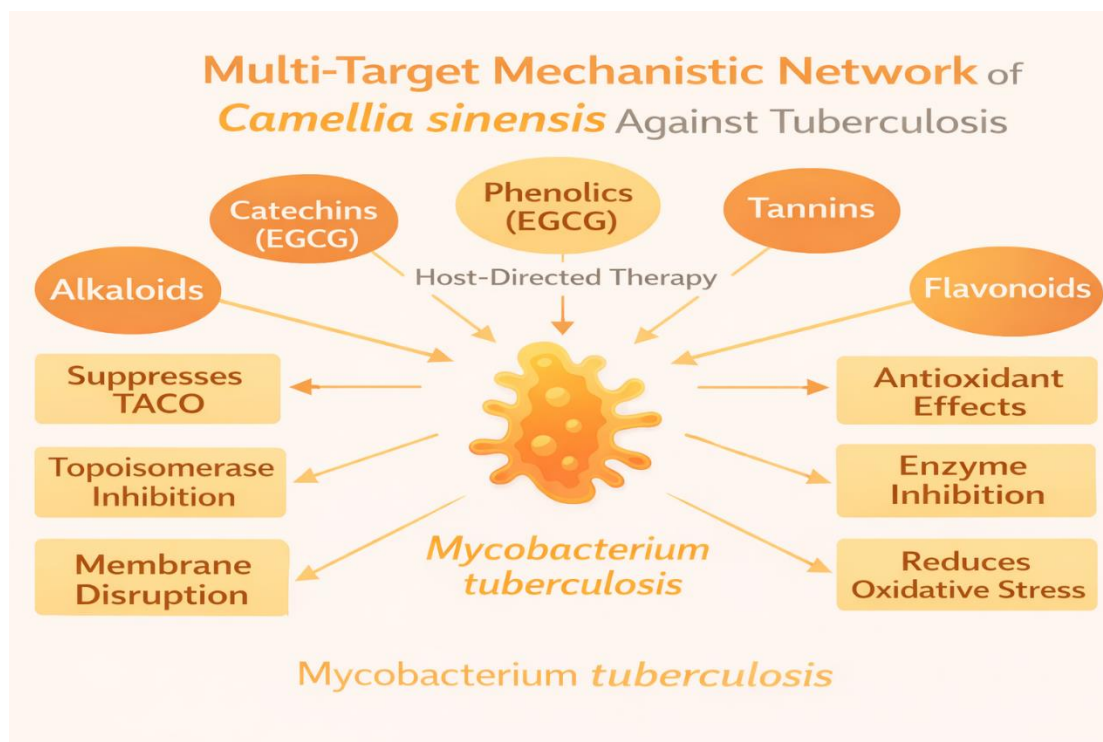 Multi-Target Mechanistic Network of
Camellia sinensis Against Tuberculosis
Catechins
(EGCG)
Phenolics
(EGCG)
Tannins
Alkaloids
Host-Directed Therapy
Flavonoids
Suppresses
TACO
Antioxidant
Effects
Topoisomerase
Inhibition
Enzyme
Inhibition
Membrane
Disruption
Mycobacterium
tuberculosis
Reduces
Oxidative Stress
Mycobacterium tuberculosis